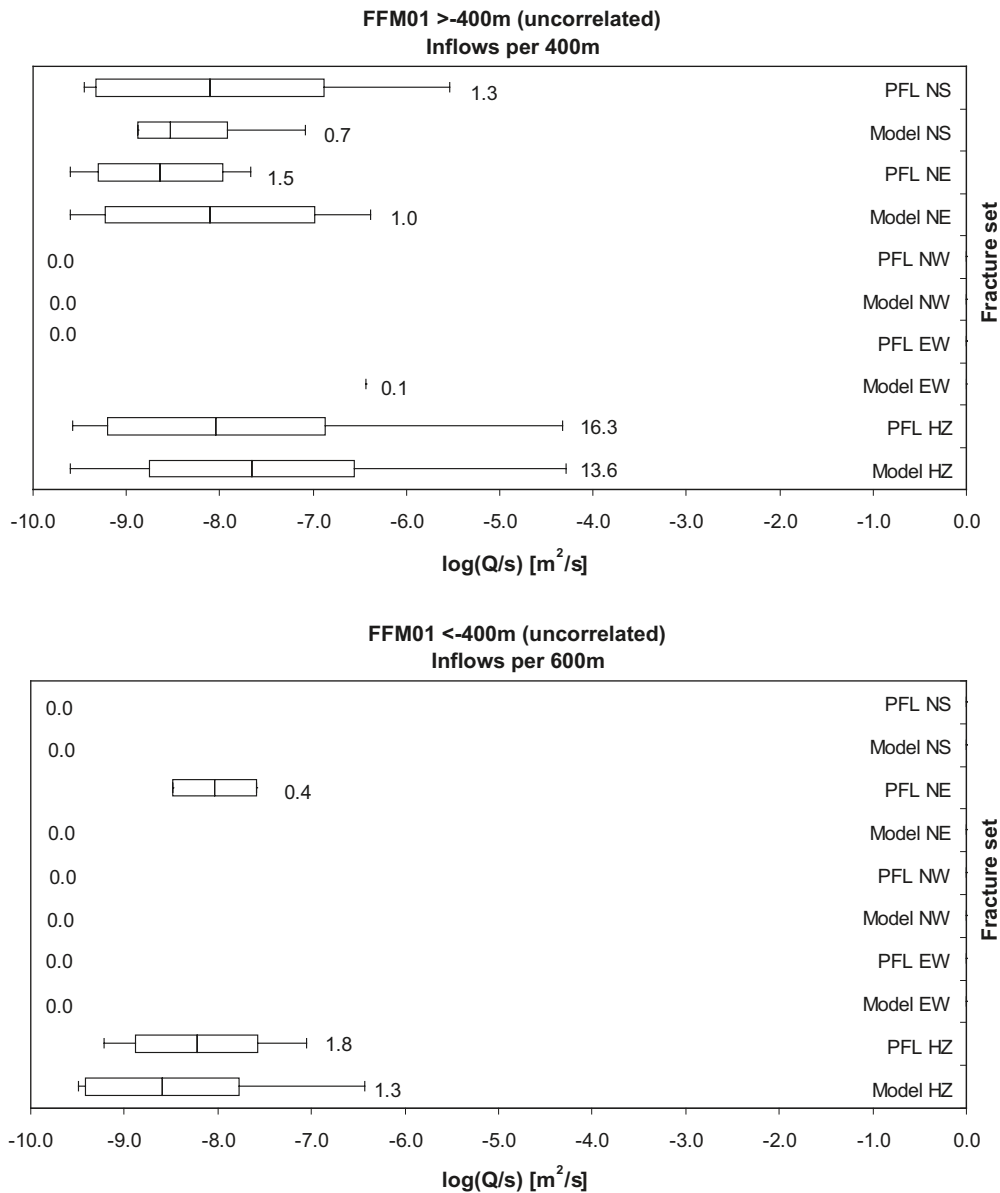 FFM01 >-400m (uncorrelated)
Inflows per 400m
1.3 PFL NS
0.7 Model NS
1.5 PFL NE
1.0 Model NE
0.0 PFL NW
0.0 Model NW
0.0 PFL EW
0.1 Model EW
16.3 PFL HZ
13.6 Model HZ
Fracture set
-10.0 -9.0 -8.0 -7.0 -6.0 -5.0 -4.0 -3.0 -2.0 -1.0 0.0
log(Q/s) [m²/s]
FFM01 <-400m (uncorrelated)
Inflows per 600m
0.0 PFL NS
0.0 Model NS
0.4 PFL NE
0.0 Model NE
0.0 PFL NW
0.0 Model NW
0.0 PFL EW
0.0 Model EW
1.8 PFL HZ
1.3 Model HZ
Fracture set
-10.0 -9.0 -8.0 -7.0 -6.0 -5.0 -4.0 -3.0 -2.0 -1.0 0.0
log(Q/s) [m²/s]